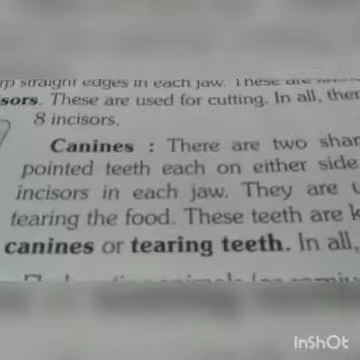 rp straight edges in each jaw. These are
sors. These are used for cutting. In all, ther
8 incisors.
Canines : There are two shar
pointed teeth each on either side
incisors in each jaw. They are u
tearing the food. These teeth are k
canines or tearing teeth. In all,
InShOt